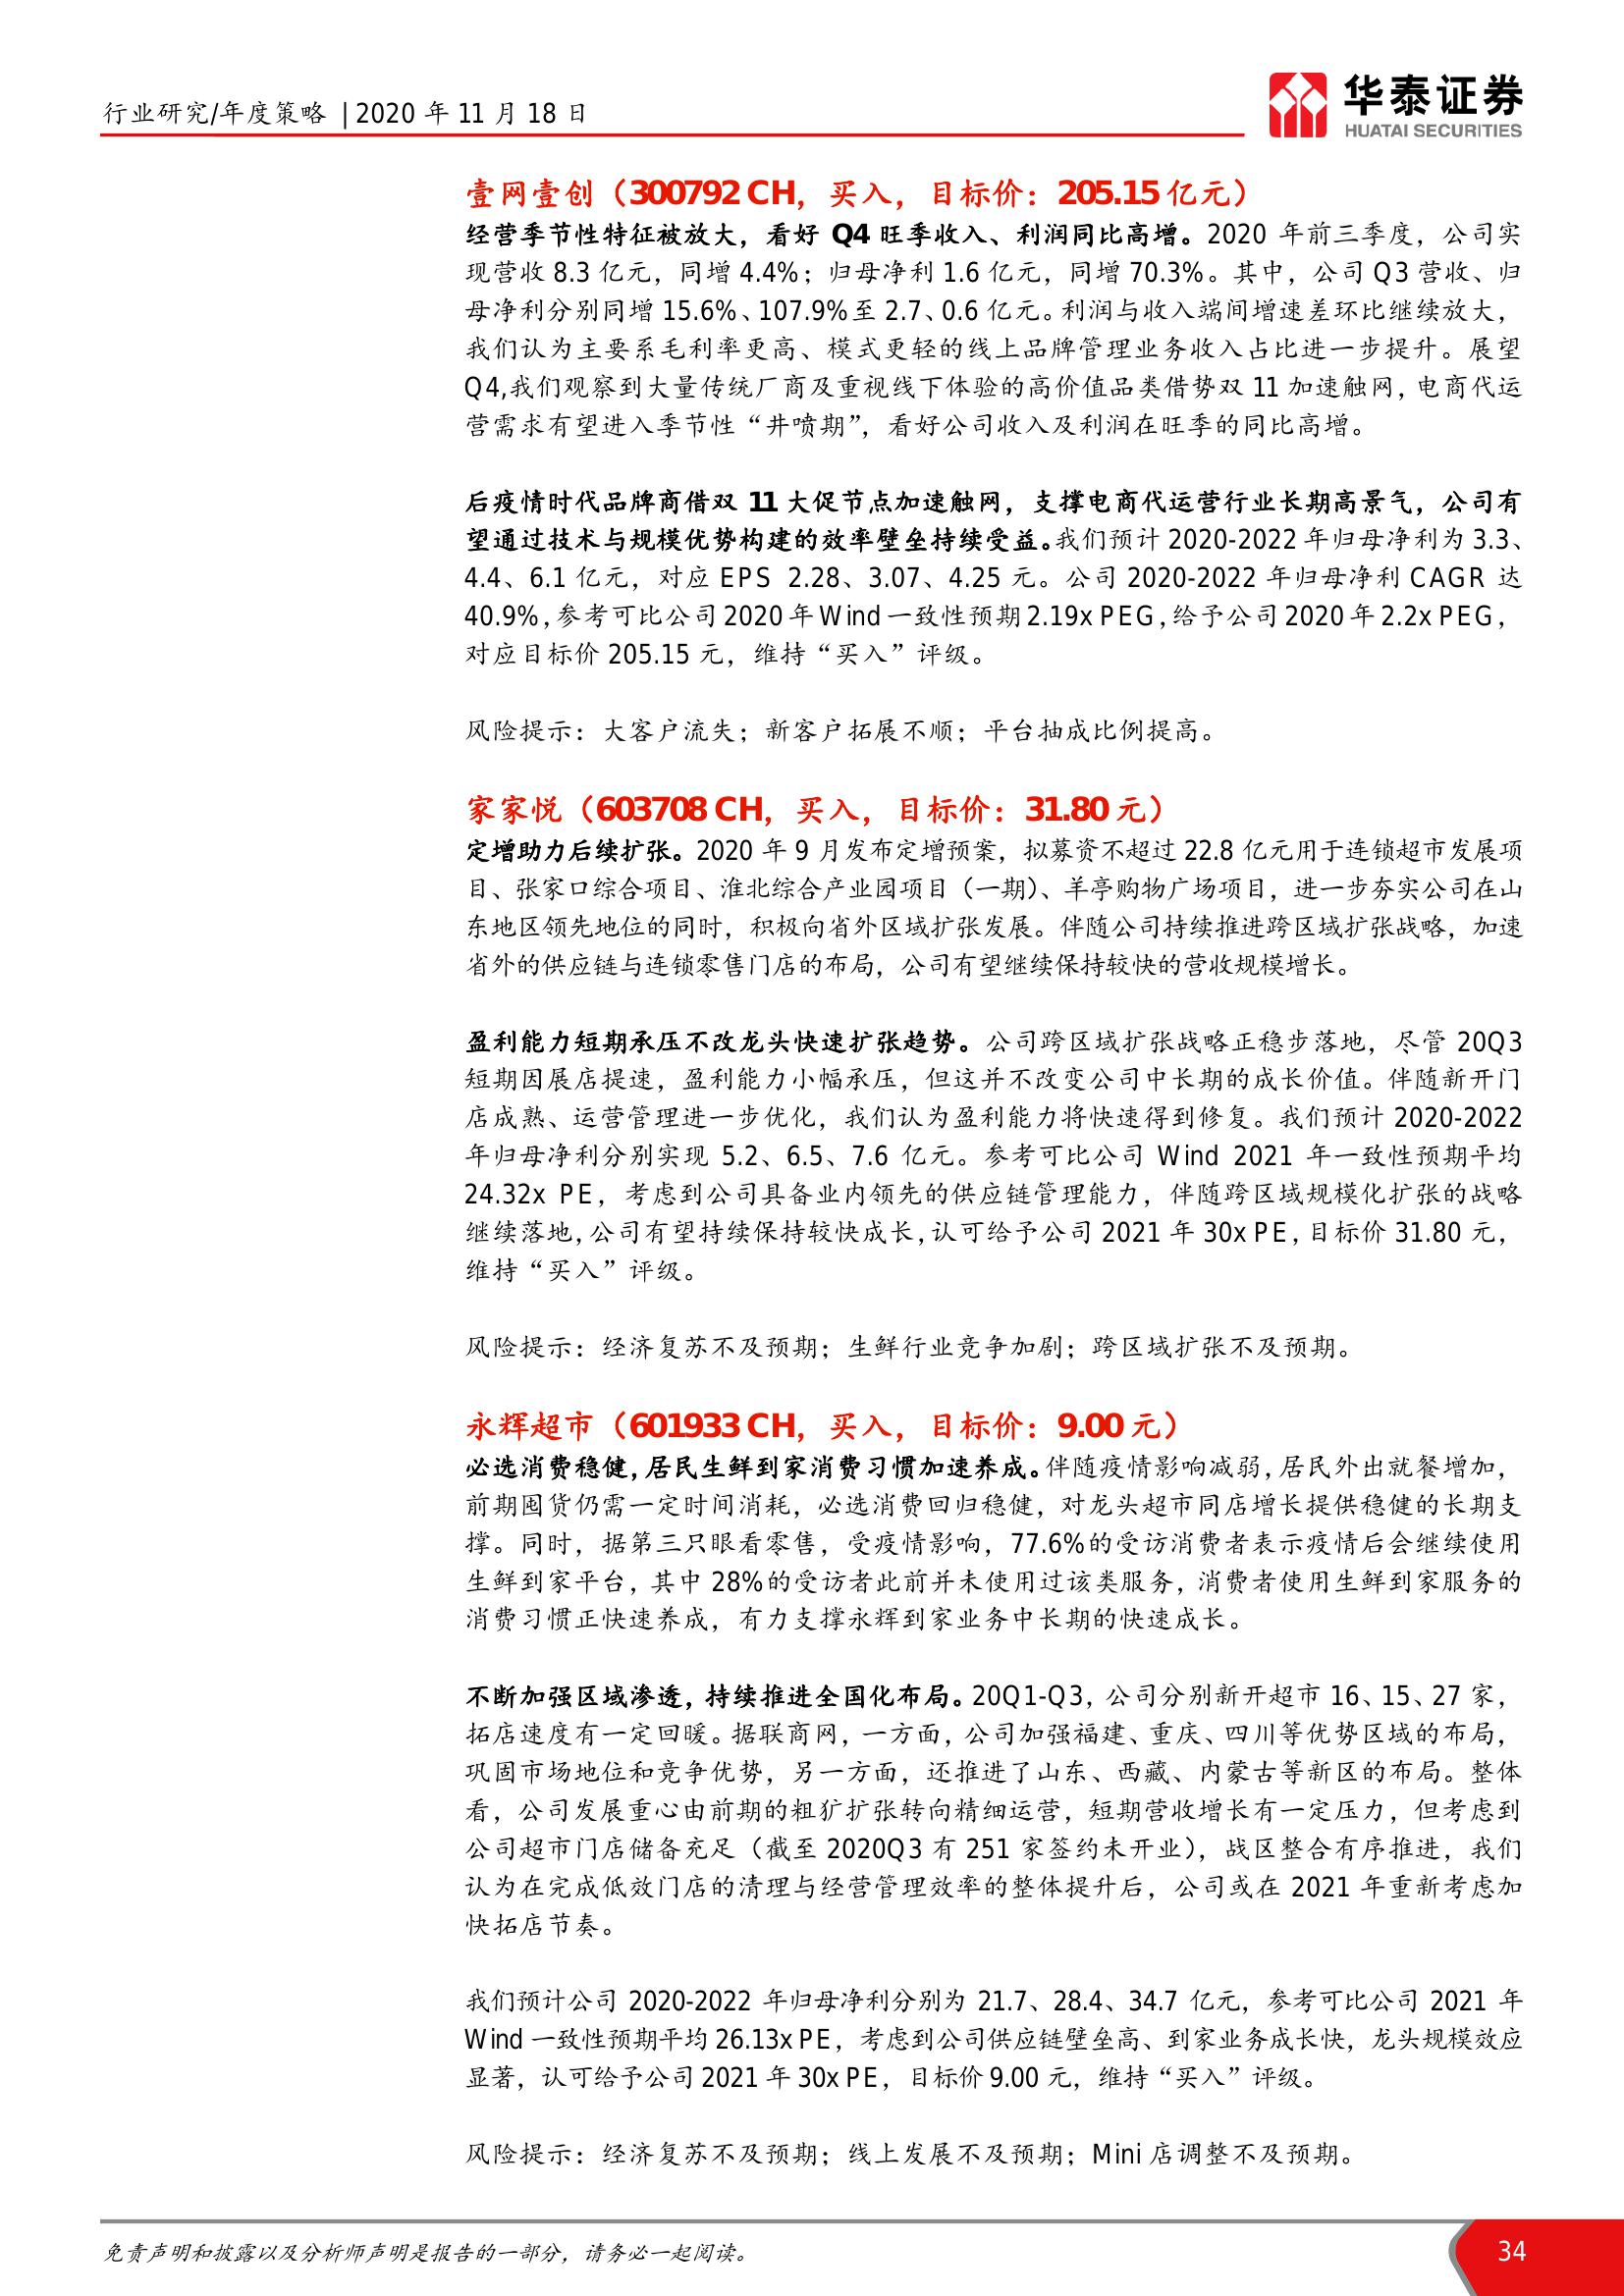 行业研究/年度策略 | 2020 年 11 月 18 日
华泰证券
HUATAI SECURITIES
壹网壹创（300792 CH，买入，目标价：205.15 亿元）
经营季节性特征被放大，看好 Q4 旺季收入、利润同比高增。2020 年前三季度，公司实
现营收 8.3 亿元，同增 4.4%；归母净利 1.6 亿元，同增 70.3%。其中，公司 Q3 营收、归
母净利分别同增 15.6%、107.9%至 2.7、0.6 亿元。利润与收入端间增速差环比继续放大，
我们认为主要系毛利率更高、模式更轻的线上品牌管理业务收入占比进一步提升。展望
Q4,我们观察到大量传统厂商及重视线下体验的高价值品类借势双 11 加速触网，电商代运
营需求有望进入季节性“井喷期”，看好公司收入及利润在旺季的同比高增。
后疫情时代品牌商借双 11 大促节点加速触网，支撑电商代运营行业长期高景气，公司有
望通过技术与规模优势构建的效率壁垒持续受益。我们预计 2020-2022 年归母净利为 3.3、
4.4、6.1 亿元，对应 EPS 2.28、3.07、4.25 元。公司 2020-2022 年归母净利 CAGR 达
40.9%，参考可比公司 2020 年 Wind 一致性预期 2.19x PEG，给予公司 2020 年 2.2x PEG，
对应目标价 205.15 元，维持“买入”评级。
风险提示：大客户流失；新客户拓展不顺；平台抽成比例提高。
家家悦（603708 CH，买入，目标价：31.80 元）
定增助力后续扩张。2020 年 9 月发布定增预案，拟募资不超过 22.8 亿元用于连锁超市发展项
目、张家口综合项目、淮北综合产业园项目（一期）、羊亭购物广场项目，进一步夯实公司在山
东地区领先地位的同时，积极向省外区域扩张发展。伴随公司持续推进跨区域扩张战略，加速
省外的供应链与连锁零售门店的布局，公司有望继续保持较快的营收规模增长。
盈利能力短期承压不改龙头快速扩张趋势。公司跨区域扩张战略正稳步落地，尽管 20Q3
短期因展店提速，盈利能力小幅承压，但这并不改变公司中长期的成长价值。伴随新开门
店成熟、运营管理进一步优化，我们认为盈利能力将快速得到修复。我们预计 2020-2022
年归母净利分别实现 5.2、6.5、7.6 亿元。参考可比公司 Wind 2021 年一致性预期平均
24.32x PE，考虑到公司具备业内领先的供应链管理能力，伴随跨区域规模化扩张的战略
继续落地，公司有望持续保持较快成长，认可给予公司 2021 年 30x PE，目标价 31.80 元，
维持“买入”评级。
风险提示：经济复苏不及预期；生鲜行业竞争加剧；跨区域扩张不及预期。
永辉超市（601933 CH，买入，目标价：9.00 元）
必选消费稳健，居民生鲜到家消费习惯加速养成。伴随疫情影响减弱，居民外出就餐增加，
前期囤货仍需一定时间消耗，必选消费回归稳健，对龙头超市同店增长提供稳健的长期支
撑。同时，据第三只眼看零售，受疫情影响，77.6%的受访消费者表示疫情后会继续使用
生鲜到家平台，其中 28%的受访者此前并未使用过该类服务，消费者使用生鲜到家服务的
消费习惯正快速养成，有力支撑永辉到家业务中长期的快速成长。
不断加强区域渗透，持续推进全国化布局。20Q1-Q3，公司分别新开超市 16、15、27 家，
拓店速度有一定回暖。据联商网，一方面，公司加强福建、重庆、四川等优势区域的布局，
巩固市场地位和竞争优势，另一方面，还推进了山东、西藏、内蒙古等新区的布局。整体
看，公司发展重心由前期的粗犷扩张转向精细运营，短期营收增长有一定压力，但考虑到
公司超市门店储备充足（截至 2020Q3 有 251 家签约未开业），战区整合有序推进，我们
认为在完成低效门店的清理与经营管理效率的整体提升后，公司或在 2021 年重新考虑加
快拓店节奏。
我们预计公司 2020-2022 年归母净利分别为 21.7、28.4、34.7 亿元，参考可比公司 2021 年
Wind 一致性预期平均 26.13x PE，考虑到公司供应链壁垒高、到家业务成长快，龙头规模效应
显著，认可给予公司 2021 年 30x PE，目标价 9.00 元，维持“买入”评级。
风险提示：经济复苏不及预期；线上发展不及预期；Mini 店调整不及预期。
免责声明和披露以及分析师声明是报告的一部分，请务必一起阅读。
34